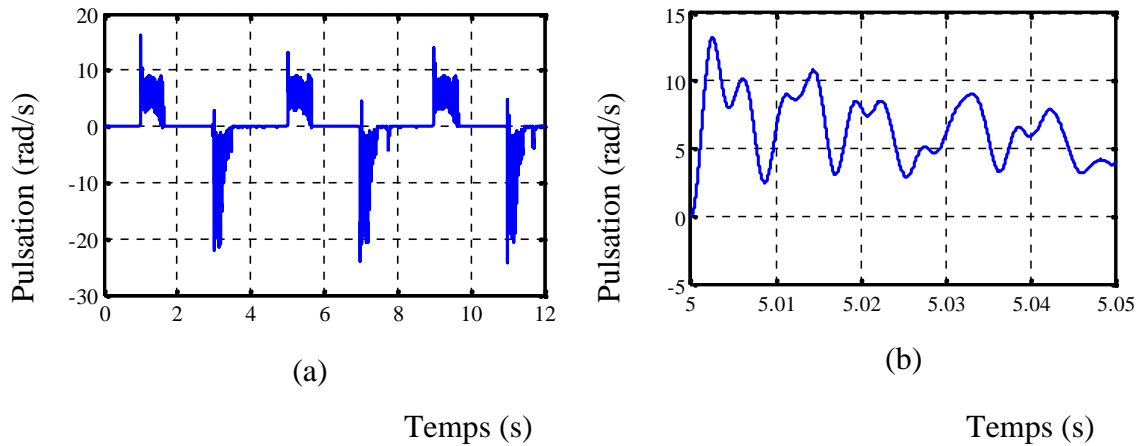 Pulsation (rad/s)
20
10
0
-10
-20
-30
0 2 4 6 8 10 12
(a)
Temps (s)
Pulsation (rad/s)
15
10
5
0
-5
5 5.01 5.02 5.03 5.04 5.05
(b)
Temps (s)